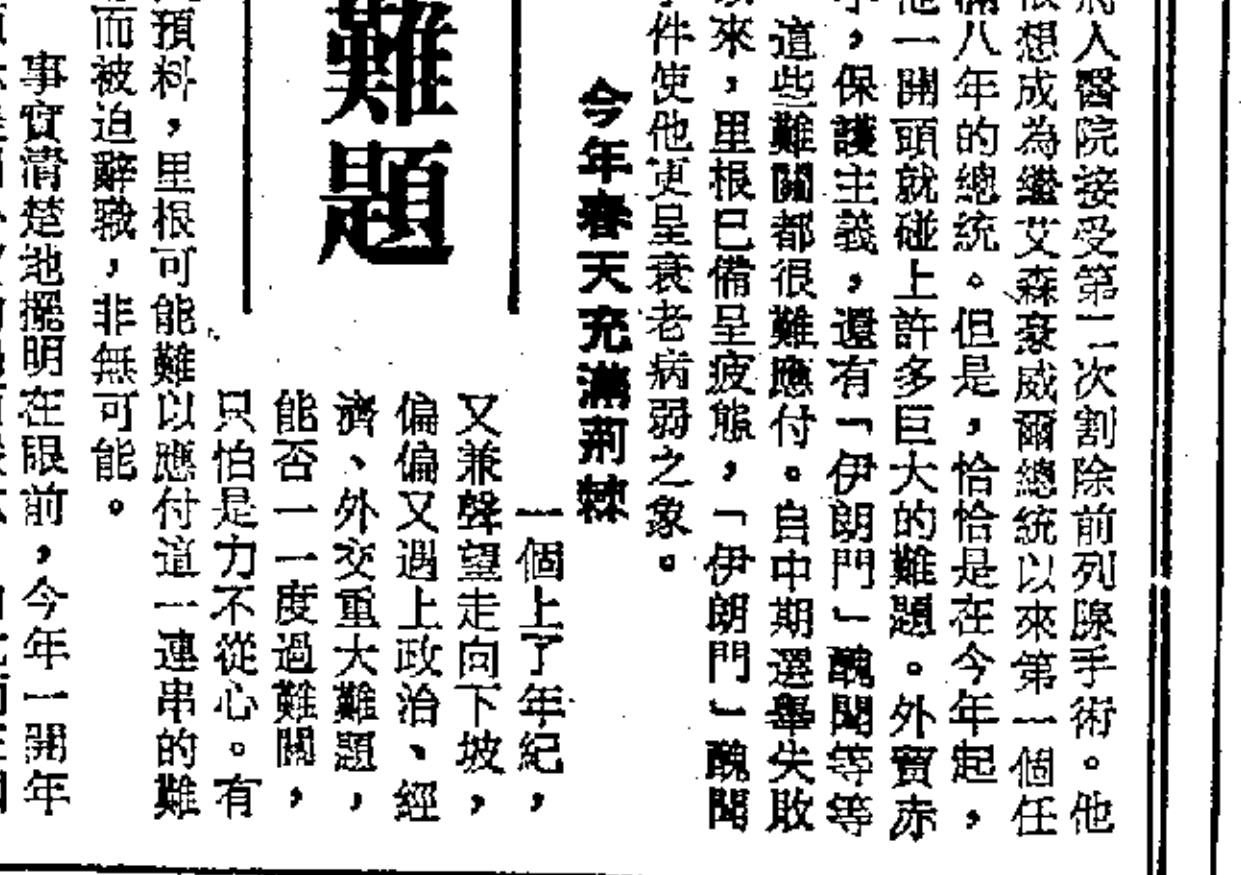 入醫院接受第二次割除前列腺手術。他
想成為繼艾森豪威爾總統以來第一個任
滿八年的總統。但是，恰恰是在今年起，
他一開頭就碰上許多巨大的難題。外貿赤
，保護主義，還有「伊朗門」醜聞等等
這些難關都很難應付。自中期選舉失敗
來，里根已備呈疲態，「伊朗門」醜聞
件使他更呈衰老病弱之象。
今年春天充滿荊棘
一個上了年紀，
又兼聲望走向下坡，
偏偏又遇上政治、經
濟、外交重大難題，
能否一一度過難關，
只怕是力不從心。有
難題
預料，里根可能難以應付這一連串的難
而被迫辭職，非無可能。
事實清楚地擺明在眼前，今年一開年